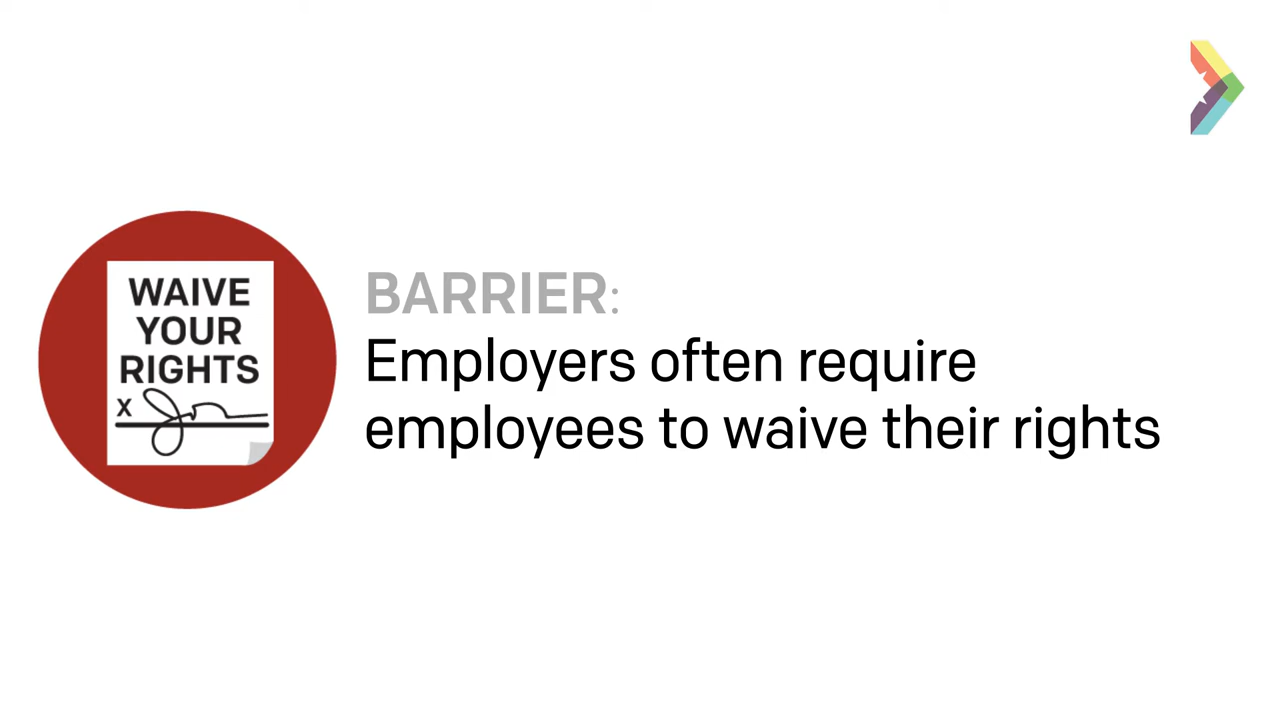 WAIVE
YOUR
RIGHTS
x
BARRIER:
Employers often require
employees to waive their rights